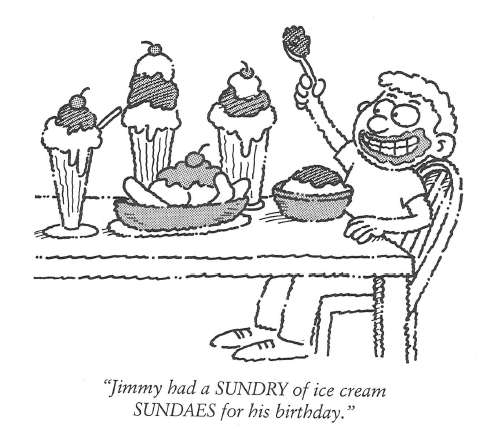 “Jimmy had a SUNDRY of ice cream
SUNDAES for his birthday.”